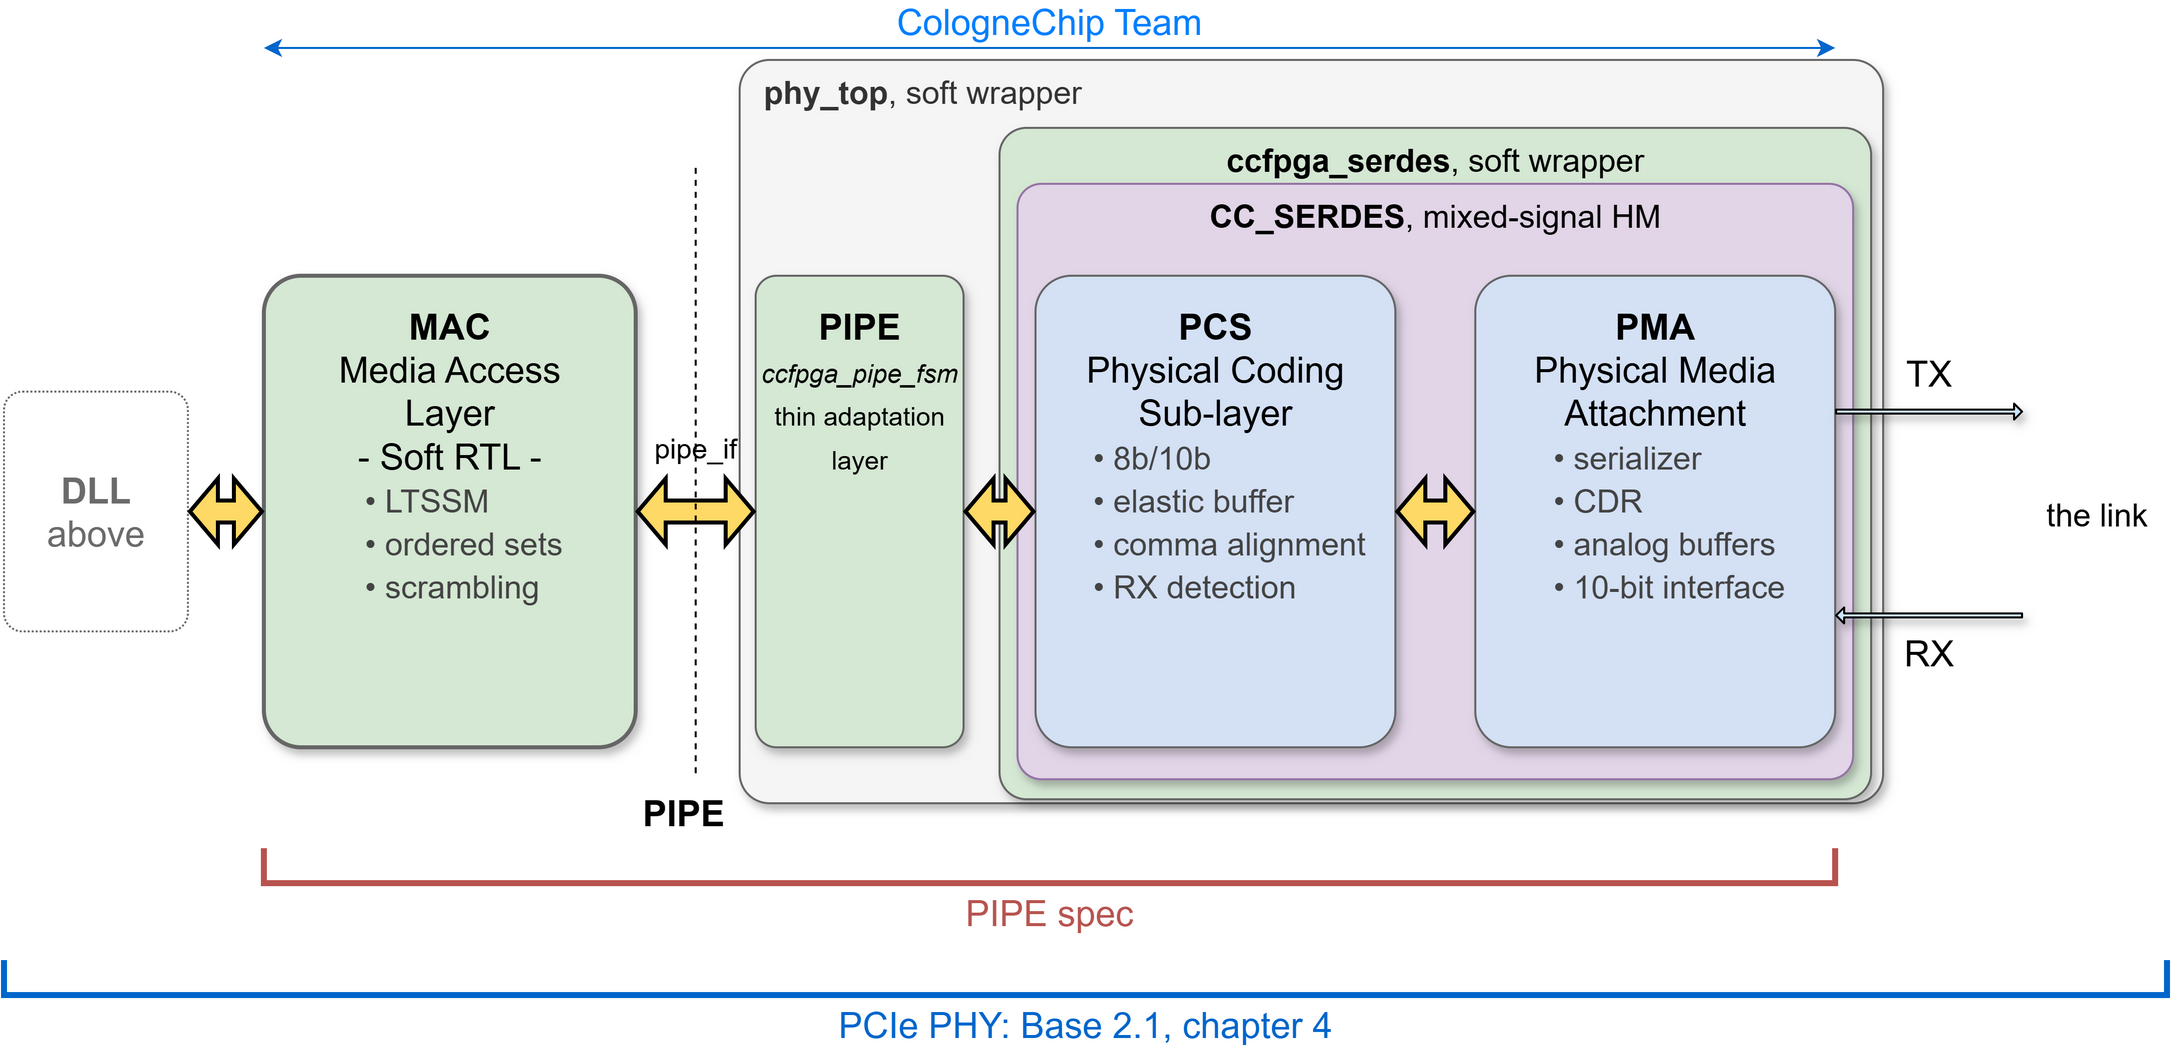 CologneChip Team
phy_top, soft wrapper
ccfpga_serdes, soft wrapper
CC_SERDES, mixed-signal HM
DLL
above
MAC
Media Access
Layer
- Soft RTL -
• LTSSM
• ordered sets
• scrambling
pipe_if
PIPE
PIPE
ccfpga_pipe_fsm
thin adaptation
layer
PCS
Physical Coding
Sub-layer
• 8b/10b
• elastic buffer
• comma alignment
• RX detection
PMA
Physical Media
Attachment
• serializer
• CDR
• analog buffers
• 10-bit interface
TX
the link
RX
PIPE spec
PCIe PHY: Base 2.1, chapter 4